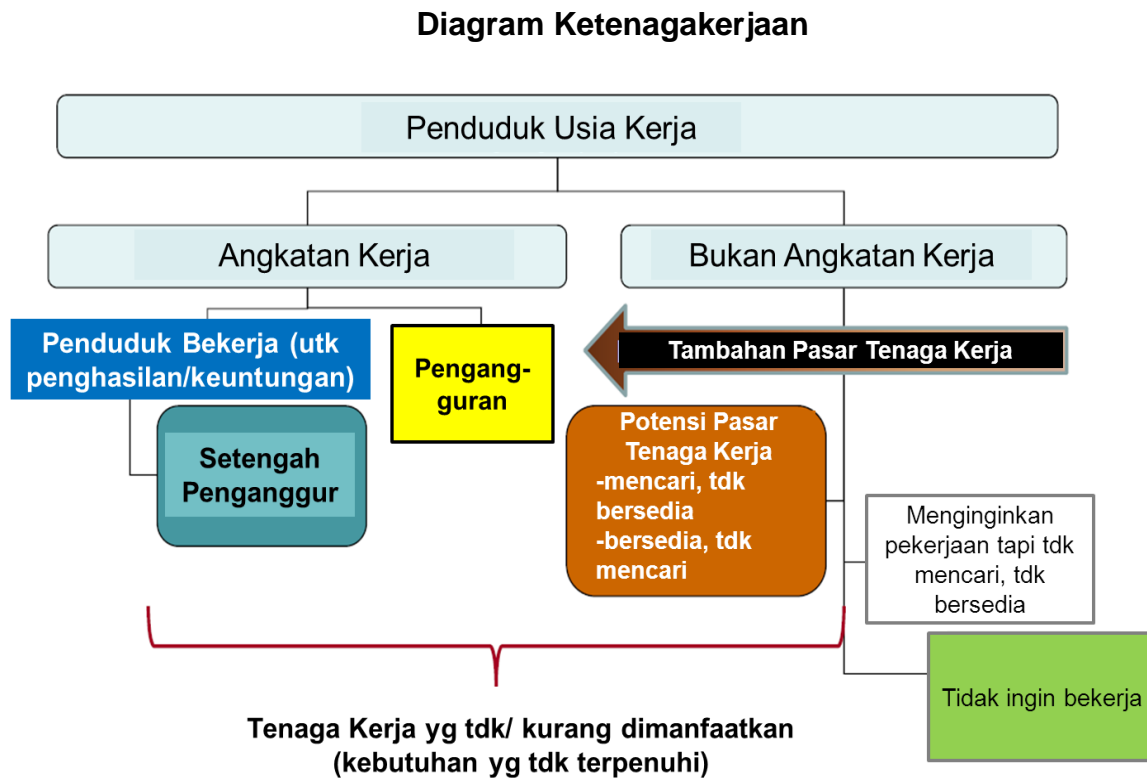 Diagram Ketenagakerjaan
Penduduk Usia Kerja
Angkatan Kerja
Bukan Angkatan Kerja
Penduduk Bekerja (utk
penghasilan/keuntungan)
Pengang-
guran
Tambahan Pasar Tenaga Kerja
Setengah
Penganggur
Potensi Pasar
Tenaga Kerja
-mencari, tdk
bersedia
-bersedia, tdk
mencari
Menginginkan
pekerjaan tapi tdk
mencari, tdk
bersedia
Tidak ingin bekerja
Tenaga Kerja yg tdk/ kurang dimanfaatkan
(kebutuhan yg tdk terpenuhi)